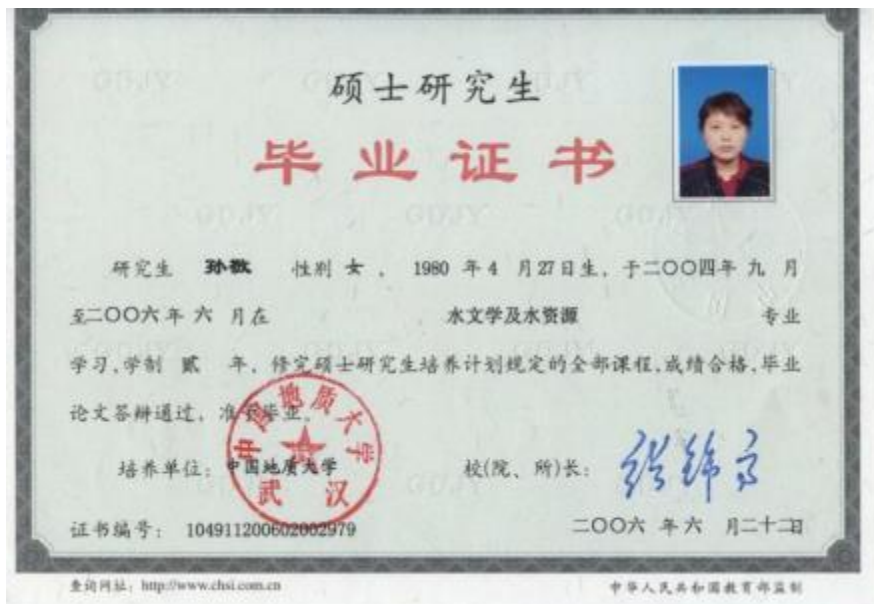 硕士研究生
毕业证书
研究生 孙 性别 女 ， 1980 年 4 月 27 日生，于二〇〇四年 九 月
至二〇〇六 年 六 月在 水文学及水资源 专业
学习,学制 贰 年，修完硕士研究生培养计划规定的全部课程,成绩合格,毕业
论文答辩通过，准予毕业。
培养单位：中国地质大学 校(院、所)长：
中国地质大学
武汉
证书编号： 104911200602002979 二〇〇六 年 六 月二十二日
查询网址：http://www.chsi.com.cn 中华人民共和国教育部监制